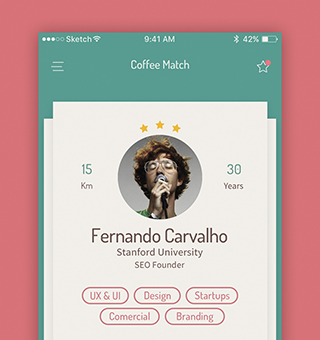 Sketch 9:41 AM 42%
Coffee Match
15 30
Km Years
Fernando Carvalho
Stanford University
SEO Founder
UX & UI Design Startups
Comercial Branding